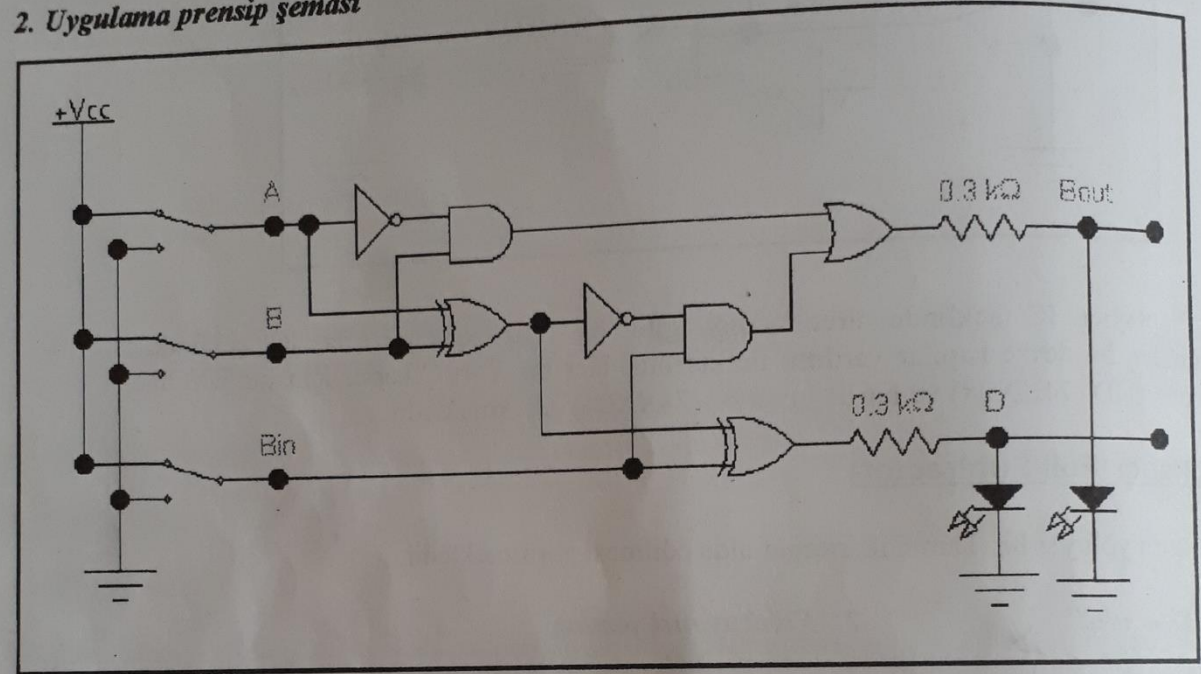 2. Uygulama prensip şeması
+Vcc
A
0.3 kΩ
Bout
B
0.3 kΩ
D
Bin